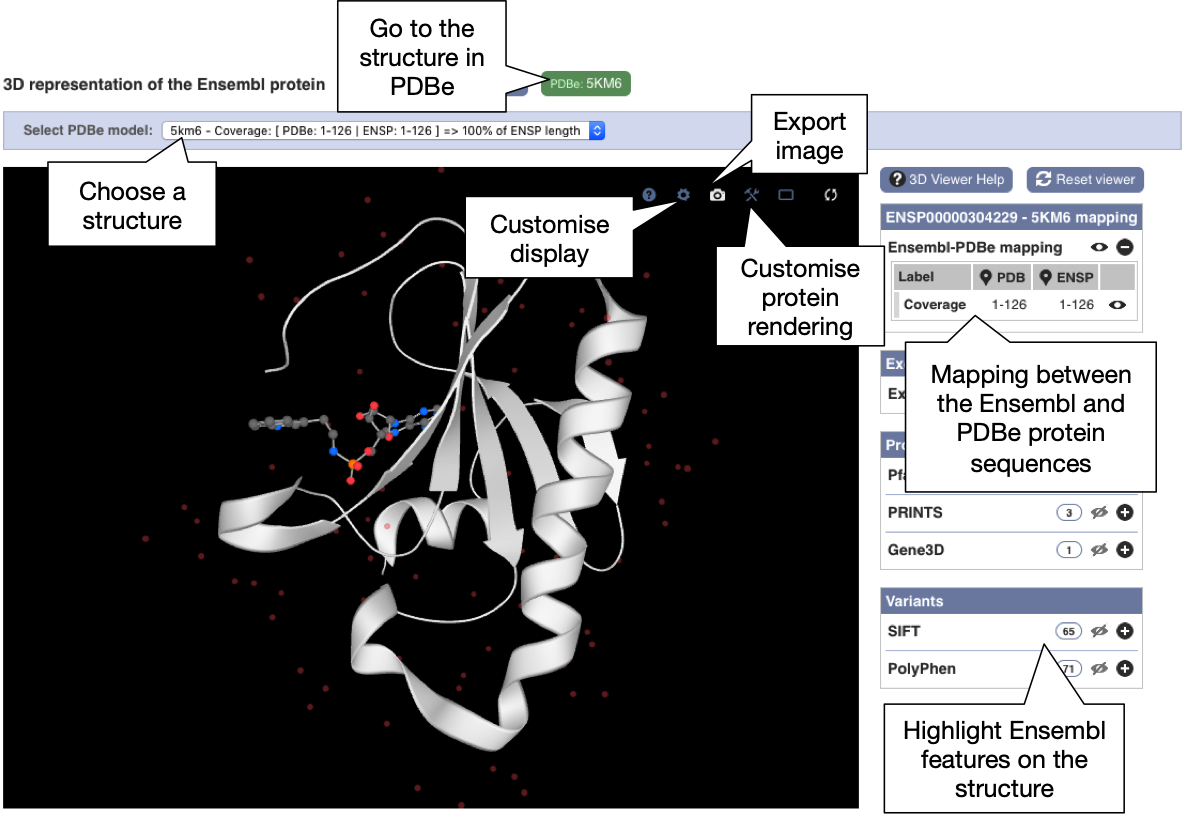 Go to the
structure in
PDBe
3D representation of the Ensembl protein
PDBe: 5KM6
Select PDBe model:
5km6 - Coverage: [ PDBe: 1-126 | ENSP: 1-126 ] => 100% of ENSP length
Export
image
Choose a
structure
Customise
display
Customise
protein
rendering
3D Viewer Help
Reset viewer
ENSP00000304229 - 5KM6 mapping
Ensembl-PDBe mapping
Label PDB ENSP
Coverage 1-126 1-126
Mapping between
the Ensembl and
PDBe protein
sequences
PRINTS 3
Gene3D 1
Variants
SIFT 65
PolyPhen 71
Highlight Ensembl
features on the
structure